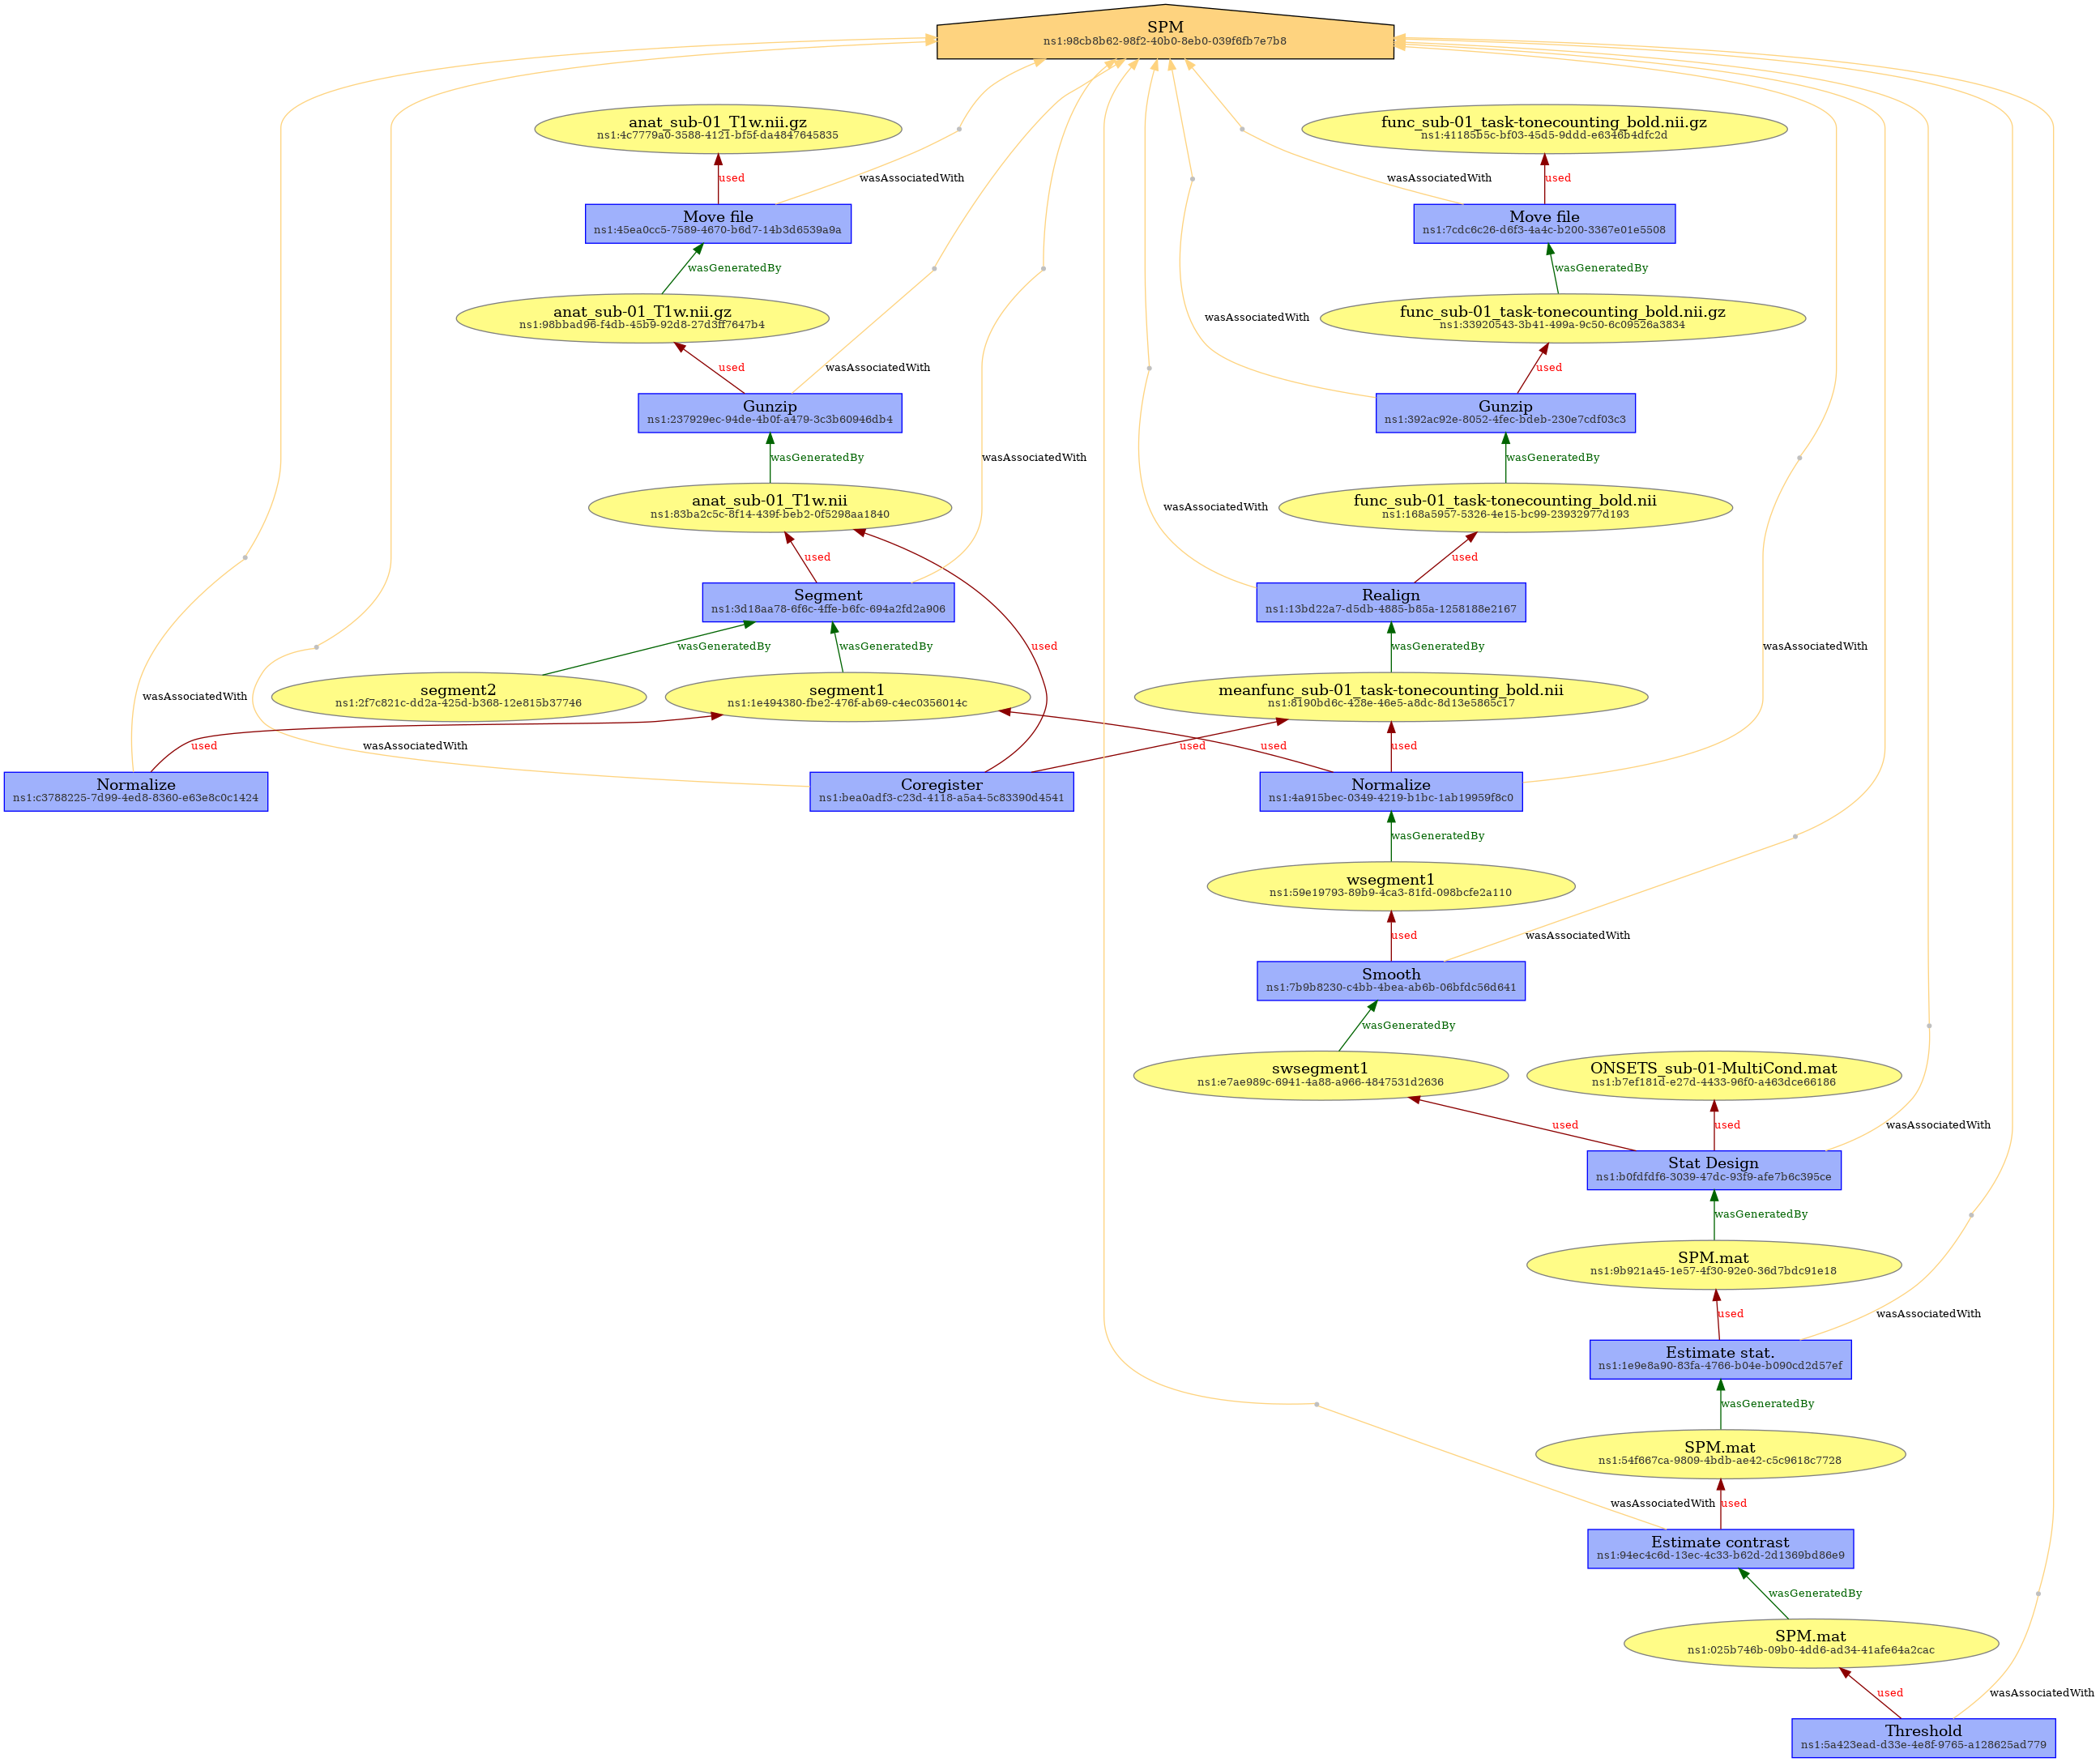 SPM
ns1:98cb8b62-98f2-40b0-8eb0-039f6fb7e7b8
anat_sub-01_T1w.nii.gz
ns1:4c7779a0-3588-4121-bf5f-da4847645835
func_sub-01_task-tonecounting_bold.nii.gz
ns1:41185b5c-bf03-45d5-9ddd-e6346b4dfc2d
used
wasAssociatedWith
wasAssociatedWith
used
Move file
ns1:45ea0cc5-7589-4670-b6d7-14b3d6539a9a
Move file
ns1:7cdc6c26-d6f3-4a4c-b200-3367e01e5508
wasGeneratedBy
wasGeneratedBy
anat_sub-01_T1w.nii.gz
ns1:98bbad96-f4db-45b9-92d8-27d3ff7647b4
wasAssociatedWith
func_sub-01_task-tonecounting_bold.nii.gz
ns1:33920543-3b41-499a-9c50-6c09526a3834
used
wasAssociatedWith
used
Gunzip
ns1:237929ec-94de-4b0f-a479-3c3b60946db4
Gunzip
ns1:392ac92e-8052-4fec-bdeb-230e7cdf03c3
wasGeneratedBy
wasAssociatedWith
wasGeneratedBy
anat_sub-01_T1w.nii
ns1:83ba2c5c-8f14-439f-beb2-0f5298aa1840
wasAssociatedWith
func_sub-01_task-tonecounting_bold.nii
ns1:168a5957-5326-4e15-bc99-23932977d193
used
used
Segment
ns1:3d18aa78-6f6c-4ffe-b6fc-694a2fd2a906
Realign
ns1:13bd22a7-d5db-4885-b85a-1258188e2167
wasGeneratedBy
wasGeneratedBy
used
wasGeneratedBy
wasAssociatedWith
wasAssociatedWith
segment2
ns1:2f7c821c-dd2a-425d-b368-12e815b37746
segment1
ns1:1e494380-fbe2-476f-ab69-c4ec0356014c
meanfunc_sub-01_task-tonecounting_bold.nii
ns1:8190bd6c-428e-46e5-a8dc-8d13e5865c17
used
wasAssociatedWith
used
used
used
Normalize
ns1:c3788225-7d99-4ed8-8360-e63e8c0c1424
Coregister
ns1:bea0adf3-c23d-4118-a5a4-5c83390d4541
Normalize
ns1:4a915bec-0349-4219-b1bc-1ab19959f8c0
wasGeneratedBy
wsegment1
ns1:59e19793-89b9-4ca3-81fd-098bcfe2a110
used
wasAssociatedWith
Smooth
ns1:7b9b8230-c4bb-4bea-ab6b-06bfdc56d641
wasGeneratedBy
swsegment1
ns1:e7ae989c-6941-4a88-a966-4847531d2636
ONSETS_sub-01-MultiCond.mat
ns1:b7ef181d-e27d-4433-96f0-a463dce66186
used
used
wasAssociatedWith
Stat Design
ns1:b0fdfdf6-3039-47dc-93f9-afe7b6c395ce
wasGeneratedBy
SPM.mat
ns1:9b921a45-1e57-4f30-92e0-36d7bdc91e18
used
wasAssociatedWith
Estimate stat.
ns1:1e9e8a90-83fa-4766-b04e-b090cd2d57ef
wasGeneratedBy
SPM.mat
ns1:54f667ca-9809-4bdb-ae42-c5c9618c7728
wasAssociatedWith
used
Estimate contrast
ns1:94ec4c6d-13ec-4c33-b62d-2d1369bd86e9
wasGeneratedBy
SPM.mat
ns1:025b746b-09b0-4dd6-ad34-41afe64a2cac
used
wasAssociatedWith
Threshold
ns1:5a423ead-d33e-4e8f-9765-a128625ad779